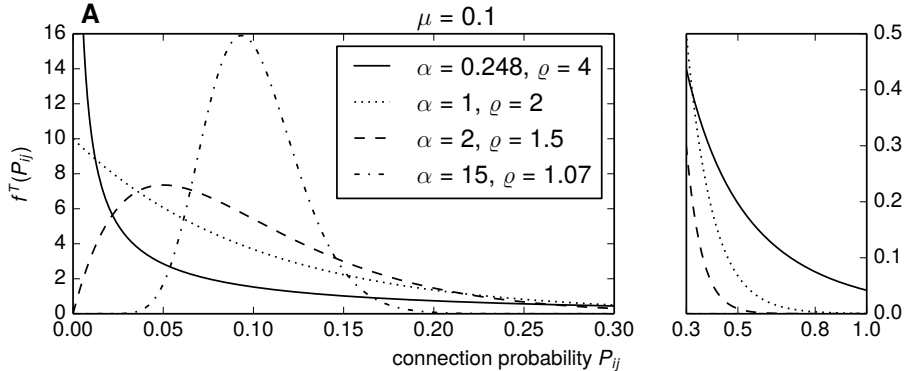 A
μ = 0.1
16
14
12
10
8
6
4
2
0
f^T(P_ij)
α = 0.248, ϱ = 4
α = 1, ϱ = 2
α = 2, ϱ = 1.5
α = 15, ϱ = 1.07
0.00 0.05 0.10 0.15 0.20 0.25 0.30
connection probability P_ij
0.5
0.4
0.3
0.2
0.1
0.0
0.3 0.5 0.8 1.0